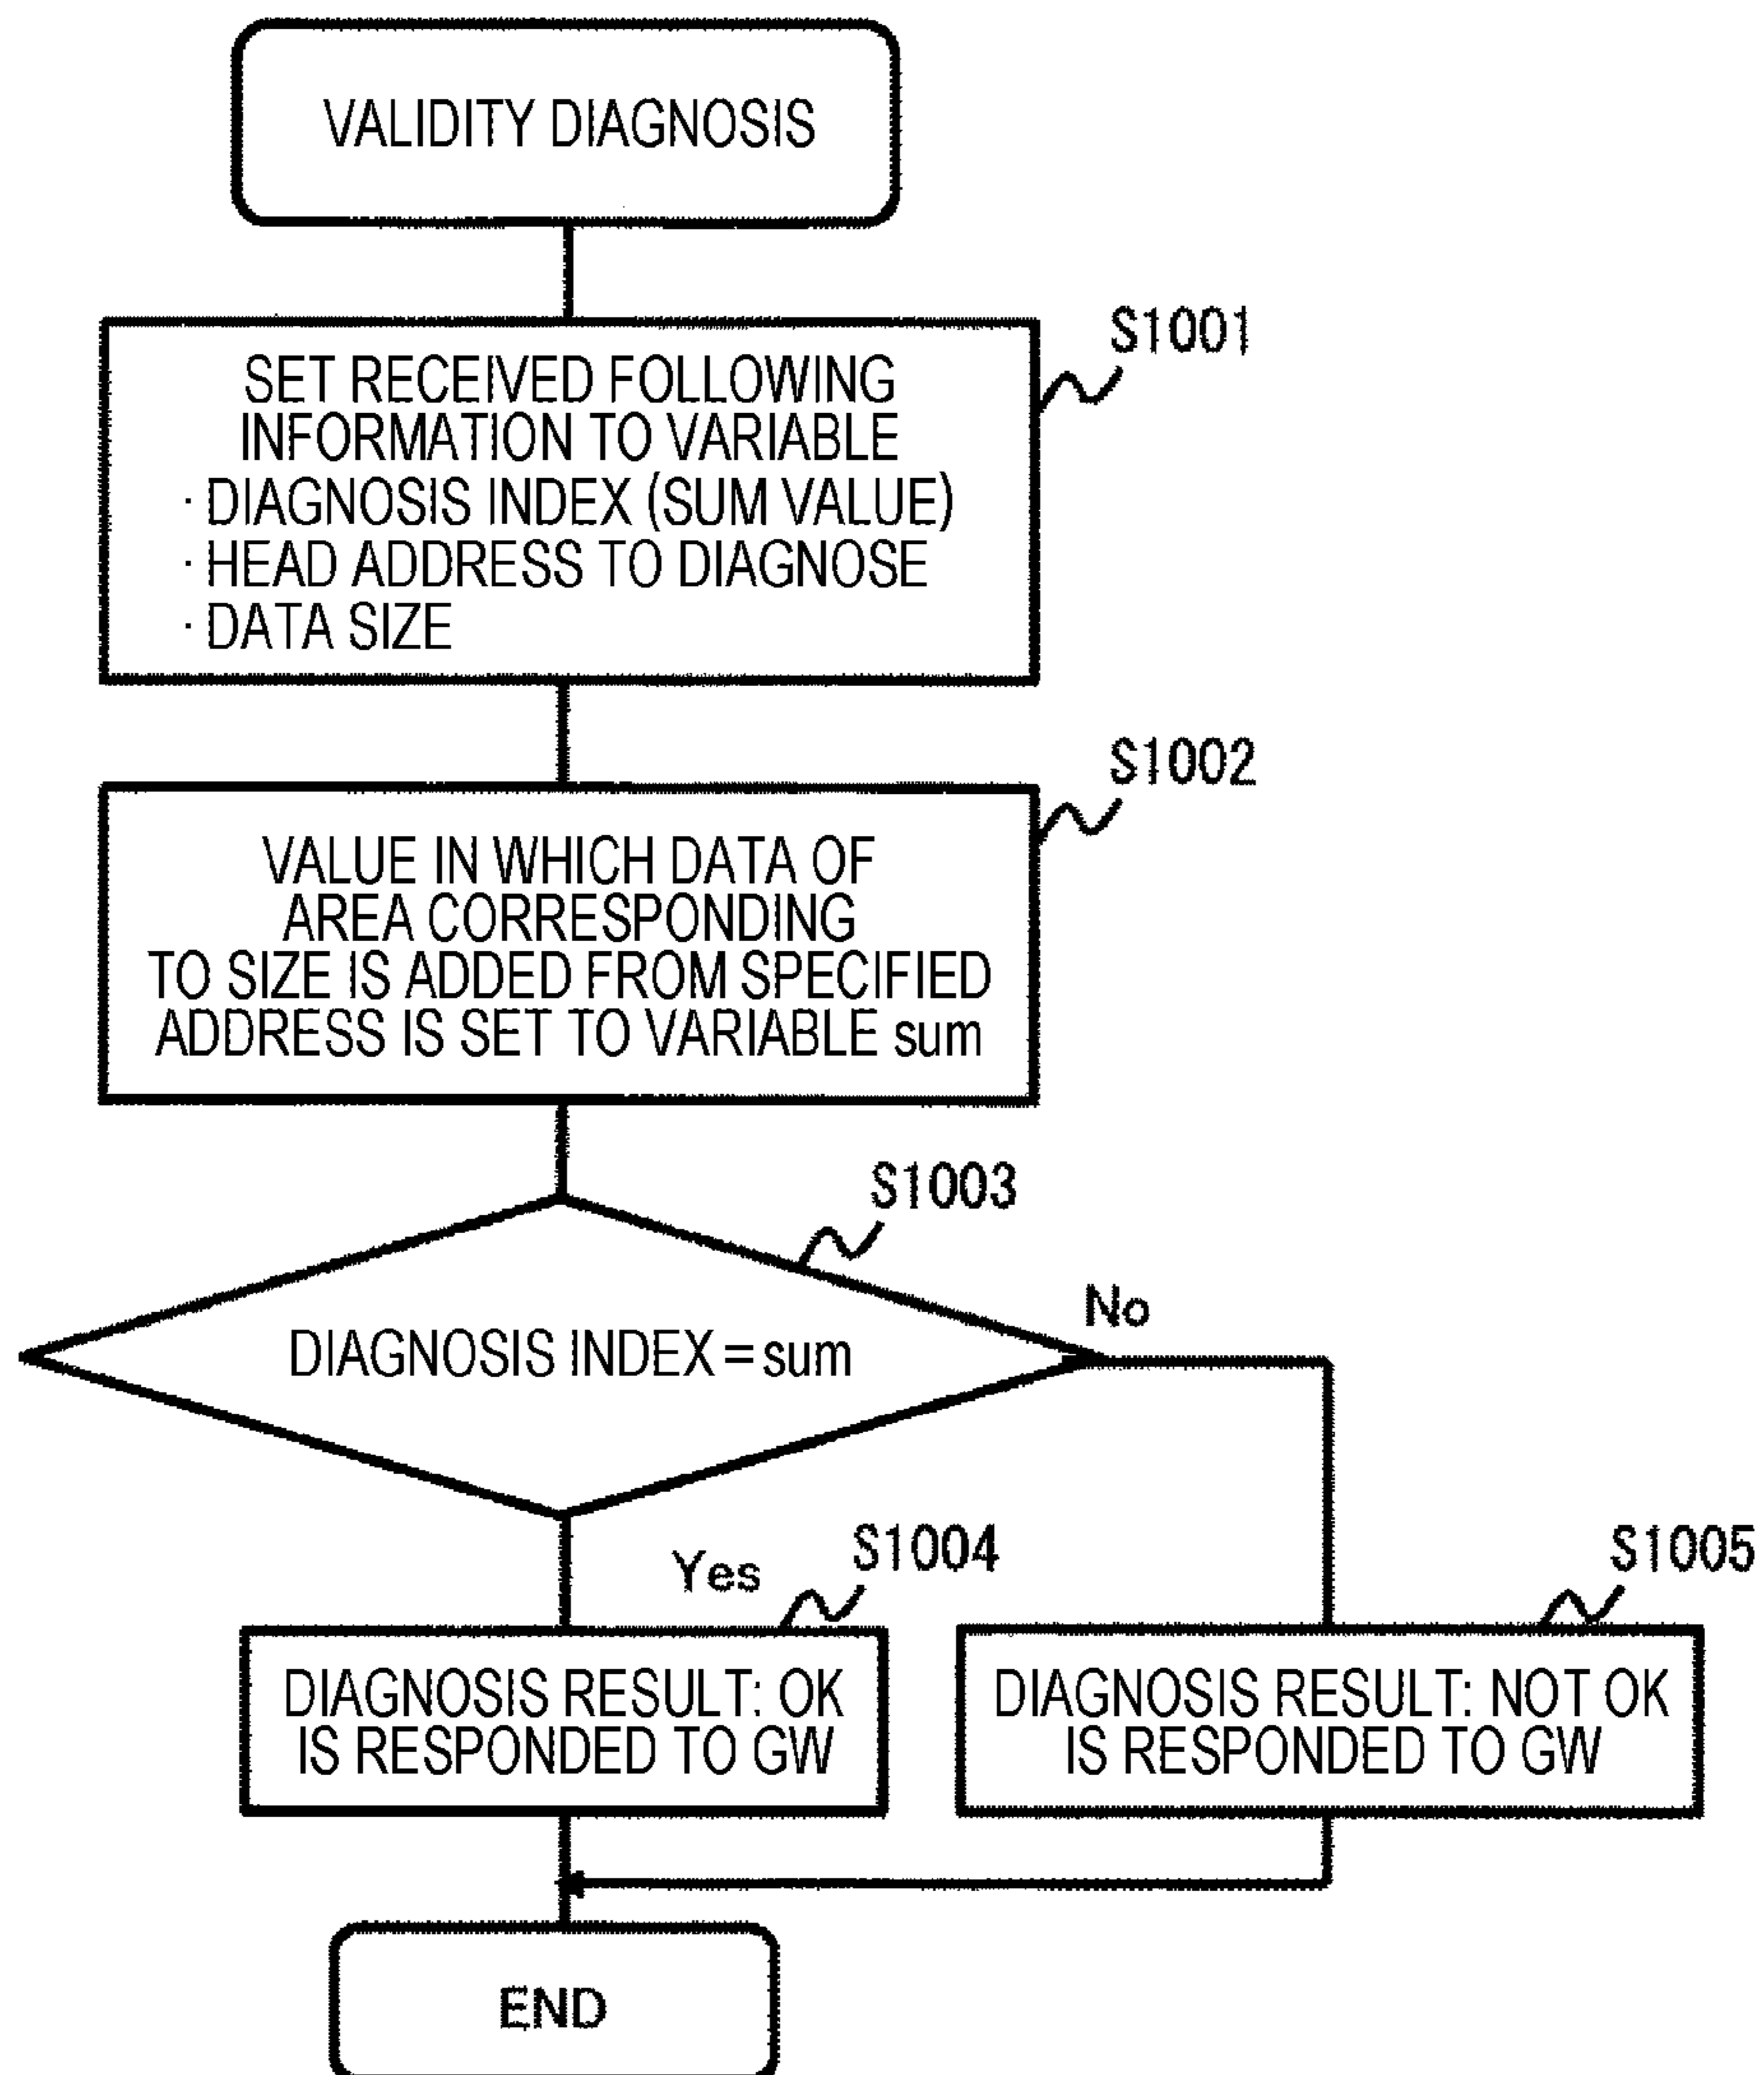 VALIDITY DIAGNOSIS
S1001
SET RECEIVED FOLLOWING
INFORMATION TO VARIABLE
· DIAGNOSIS INDEX (SUM VALUE)
· HEAD ADDRESS TO DIAGNOSE
· DATA SIZE
S1002
VALUE IN WHICH DATA OF
AREA CORRESPONDING
TO SIZE IS ADDED FROM SPECIFIED
ADDRESS IS SET TO VARIABLE sum
S1003
DIAGNOSIS INDEX = sum
No
Yes
S1004
DIAGNOSIS RESULT: OK
IS RESPONDED TO GW
S1005
DIAGNOSIS RESULT: NOT OK
IS RESPONDED TO GW
END